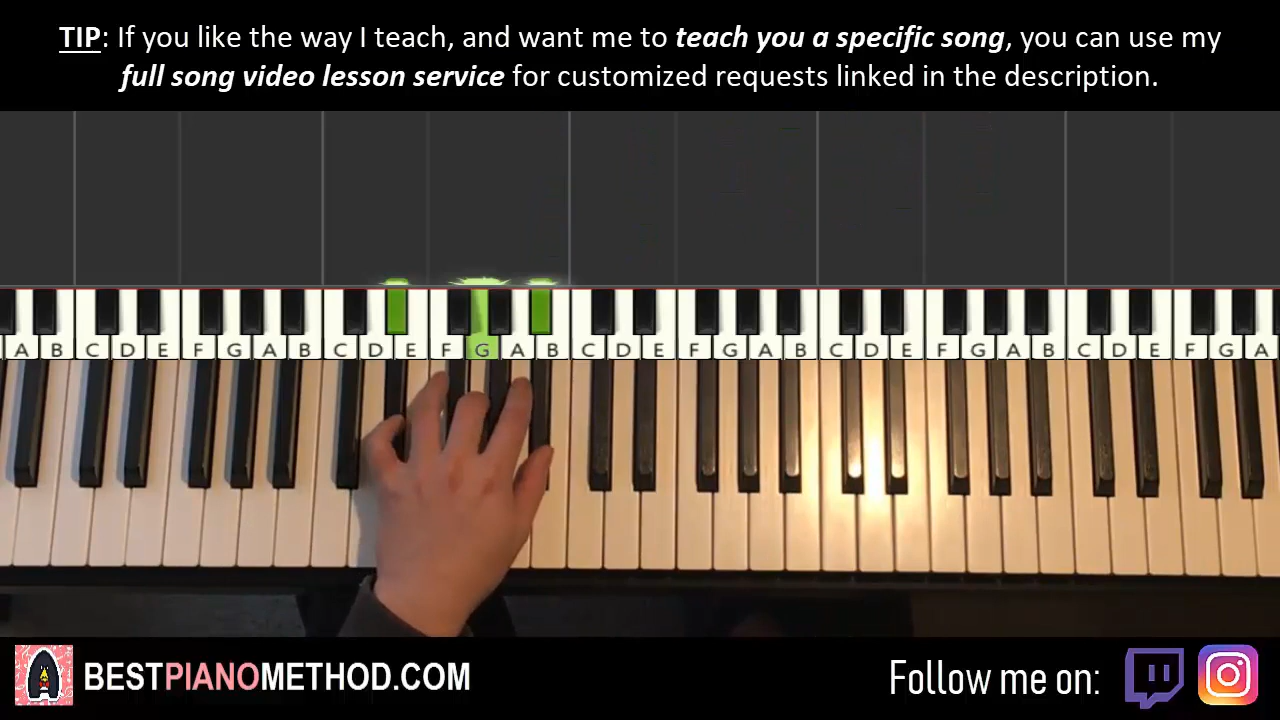 TIP: If you like the way I teach, and want me to teach you a specific song, you can use my
full song video lesson service for customized requests linked in the description.
A B C D E F G A B C D E F G A B C D E F G A B C D E F G A B C D E F G A
BESTPIANOMETHOD.COM
Follow me on: